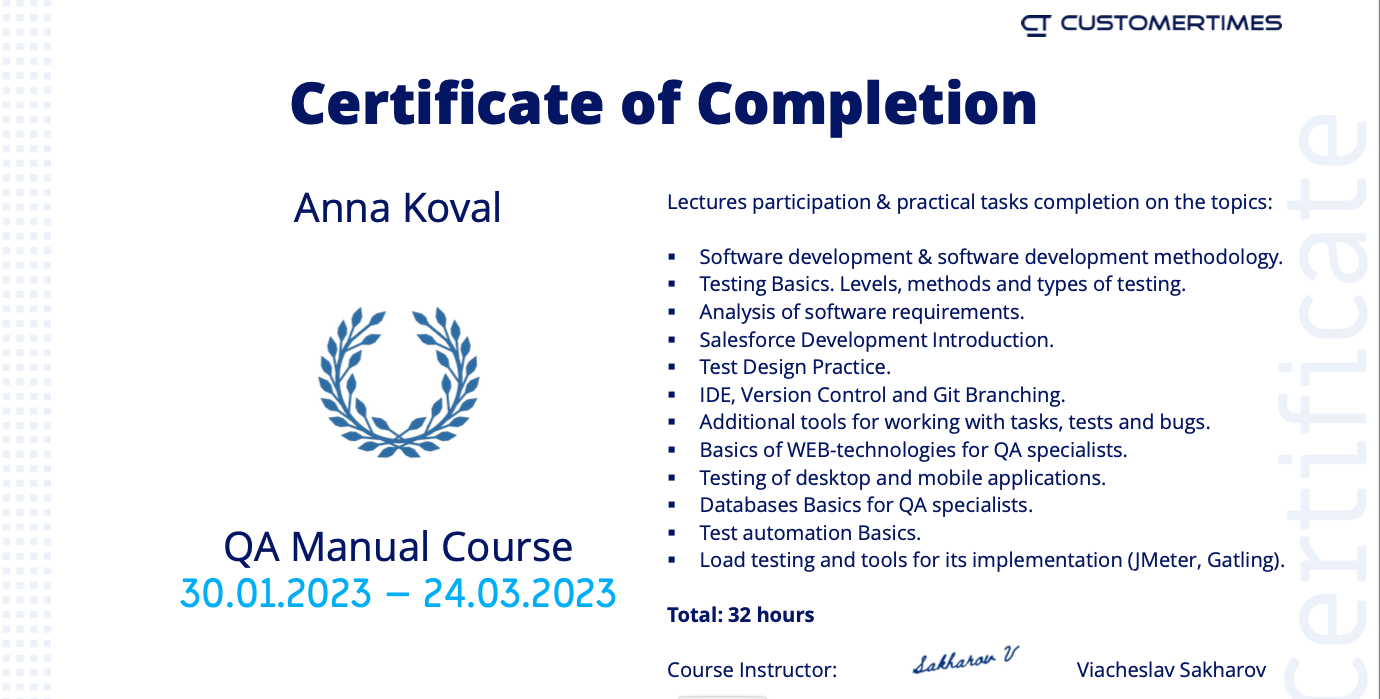 CT CUSTOMERTIMES
Certificate of Completion
Anna Koval
QA Manual Course
30.01.2023 – 24.03.2023
Lectures participation & practical tasks completion on the topics:
▪ Software development & software development methodology.
▪ Testing Basics. Levels, methods and types of testing.
▪ Analysis of software requirements.
▪ Salesforce Development Introduction.
▪ Test Design Practice.
▪ IDE, Version Control and Git Branching.
▪ Additional tools for working with tasks, tests and bugs.
▪ Basics of WEB-technologies for QA specialists.
▪ Testing of desktop and mobile applications.
▪ Databases Basics for QA specialists.
▪ Test automation Basics.
▪ Load testing and tools for its implementation (JMeter, Gatling).
Total: 32 hours
Course Instructor: Sakharov V Viacheslav Sakharov
certificate